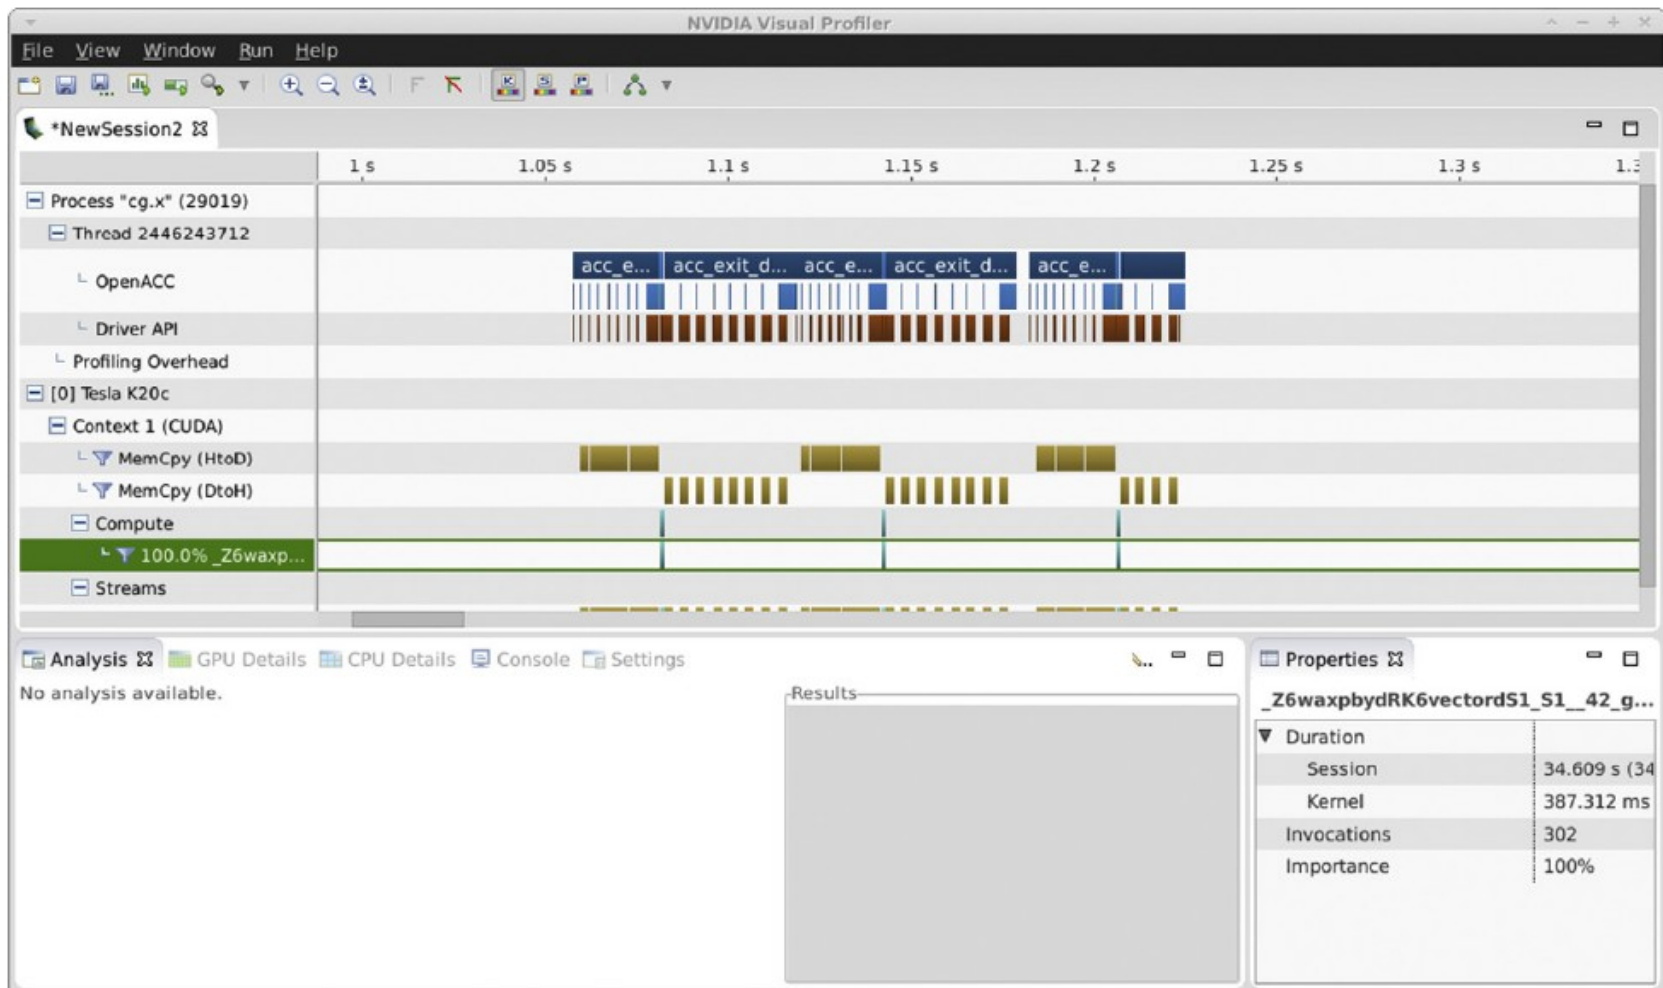 NVIDIA Visual Profiler
File View Window Run Help
*NewSession2
1 s 1.05 s 1.1 s 1.15 s 1.2 s 1.25 s 1.3 s 1.3
Process "cg.x" (29019)
Thread 2446243712
acc_e... acc_exit_d... acc_e... acc_exit_d... acc_e...
OpenACC
Driver API
Profiling Overhead
[0] Tesla K20c
Context 1 (CUDA)
MemCpy (HtoD)
MemCpy (DtoH)
Compute
100.0% _Z6waxp...
Streams
Analysis GPU Details CPU Details Console Settings
No analysis available.
Results
Properties
_Z6waxpbydRK6vectordS1_S1__42_g...
Duration
Session 34.609 s (34
Kernel 387.312 ms
Invocations 302
Importance 100%